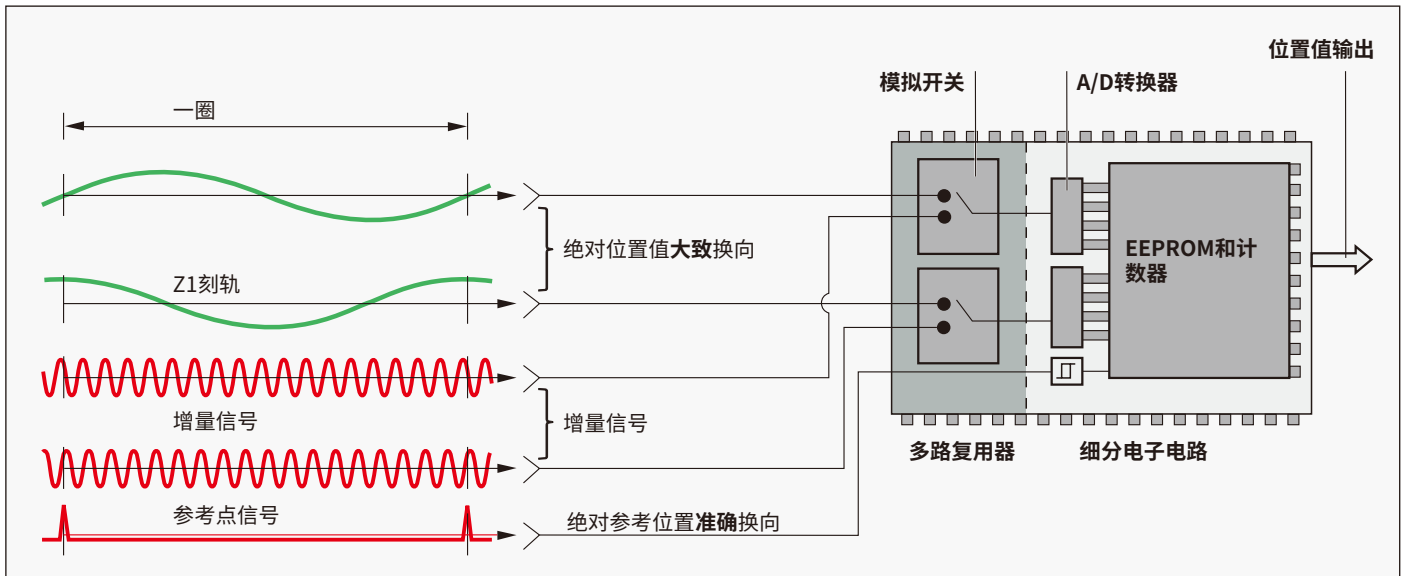 位置值输出
模拟开关
A/D转换器
一圈
绝对位置值大致换向
Z1刻轨
EEPROM和计
数器
增量信号
增量信号
多路复用器
细分电子电路
参考点信号
绝对参考位置准确换向